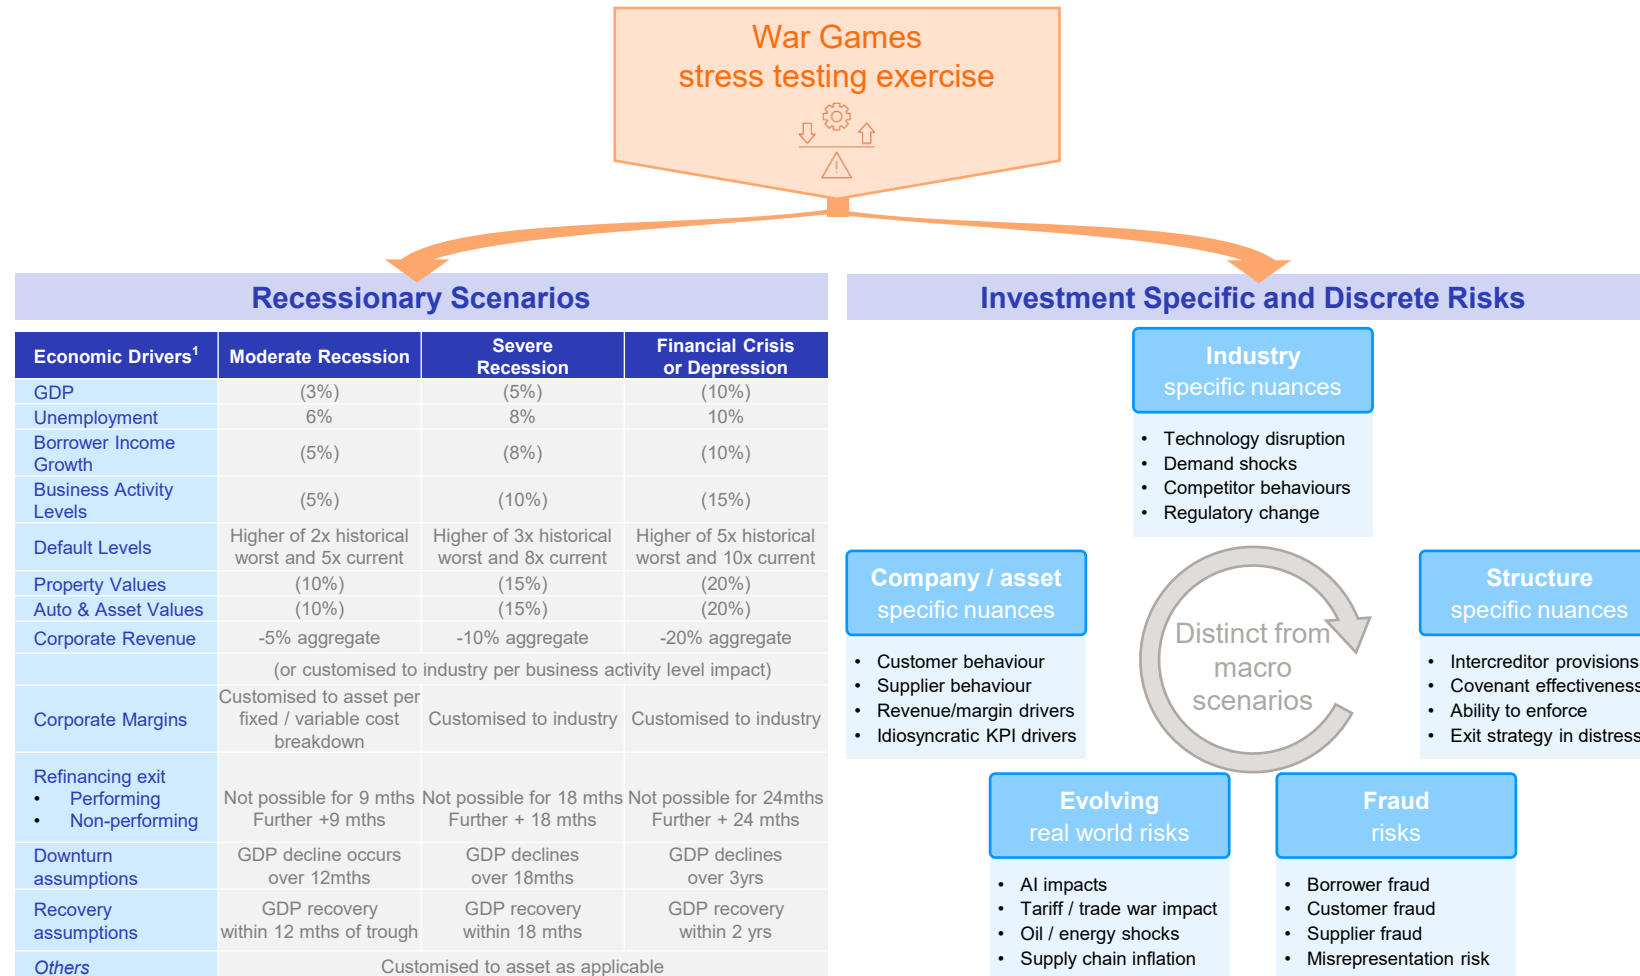 War Games
stress testing exercise
Recessionary Scenarios
Economic Drivers1 Moderate Recession Severe Recession Financial Crisis or Depression
GDP (3%) (5%) (10%)
Unemployment 6% 8% 10%
Borrower Income Growth (5%) (8%) (10%)
Business Activity Levels (5%) (10%) (15%)
Default Levels Higher of 2x historical worst and 5x current Higher of 3x historical worst and 8x current Higher of 5x historical worst and 10x current
Property Values (10%) (15%) (20%)
Auto & Asset Values (10%) (15%) (20%)
Corporate Revenue -5% aggregate -10% aggregate -20% aggregate
(or customised to industry per business activity level impact)
Corporate Margins Customised to asset per fixed / variable cost breakdown Customised to industry Customised to industry
Refinancing exit
• Performing Not possible for 9 mths Not possible for 18 mths Not possible for 24mths
• Non-performing Further +9 mths Further + 18 mths Further + 24 mths
Downturn assumptions GDP decline occurs over 12mths GDP declines over 18mths GDP declines over 3yrs
Recovery assumptions GDP recovery within 12 mths of trough GDP recovery within 18 mths GDP recovery within 2 yrs
Others Customised to asset as applicable
Investment Specific and Discrete Risks
Industry
specific nuances
• Technology disruption
• Demand shocks
• Competitor behaviours
• Regulatory change
Company / asset
specific nuances
• Customer behaviour
• Supplier behaviour
• Revenue/margin drivers
• Idiosyncratic KPI drivers
Distinct from
macro
scenarios
Structure
specific nuances
• Intercreditor provisions
• Covenant effectiveness
• Ability to enforce
• Exit strategy in distress
Evolving
real world risks
• AI impacts
• Tariff / trade war impact
• Oil / energy shocks
• Supply chain inflation
Fraud
risks
• Borrower fraud
• Customer fraud
• Supplier fraud
• Misrepresentation risk